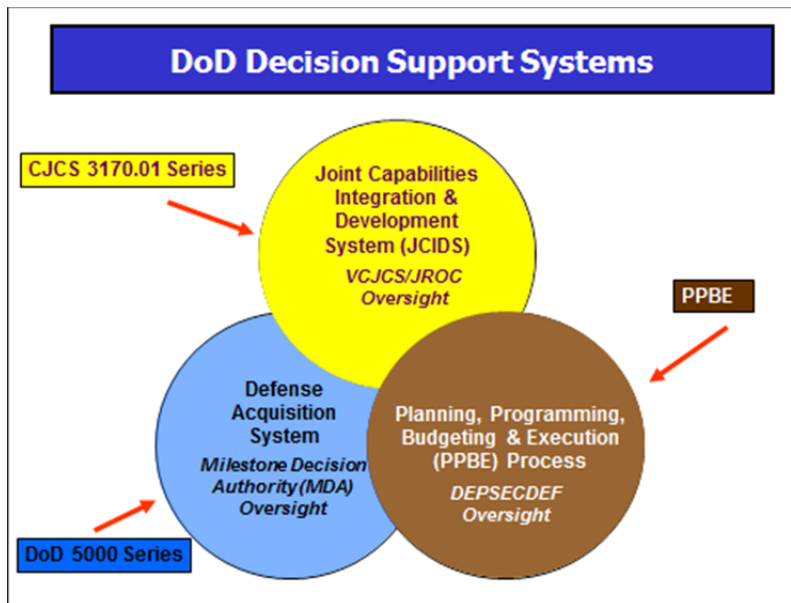 DoD Decision Support Systems
CJCS 3170.01 Series
Joint Capabilities
Integration &
Development
System (JCIDS)
VCJCS/JROC
Oversight
PPBE
Defense
Acquisition
System
Milestone Decision
Authority (MDA)
Oversight
Planning, Programming,
Budgeting & Execution
(PPBE) Process
DEPSECDEF
Oversight
DoD 5000 Series